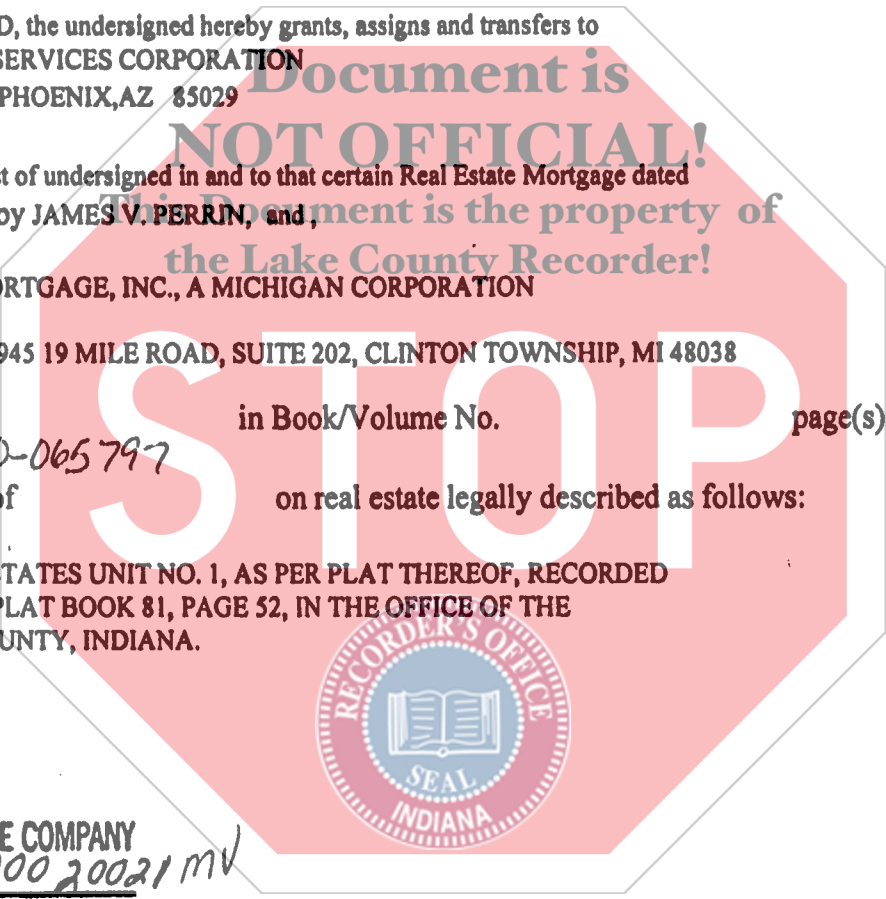 D, the undersigned hereby grants, assigns and transfers to
SERVICES CORPORATION
Document is
PHOENIX,AZ 85029
NOT OFFICIAL!
st of undersigned in and to that certain Real Estate Mortgage dated
This Document is the property of
by JAMES V. PERRIN, and ,
the Lake County Recorder!
ORTGAGE, INC., A MICHIGAN CORPORATION
945 19 MILE ROAD, SUITE 202, CLINTON TOWNSHIP, MI 48038
STOP
in Book/Volume No. page(s)
0-065797
of on real estate legally described as follows:
TATES UNIT NO. 1, AS PER PLAT THEREOF, RECORDED
PLAT BOOK 81, PAGE 52, IN THE OFFICE OF THE
UNTY, INDIANA.
RECORDER'S OFFICE
SEAL
INDIANA
E COMPANY
00 20021 MV